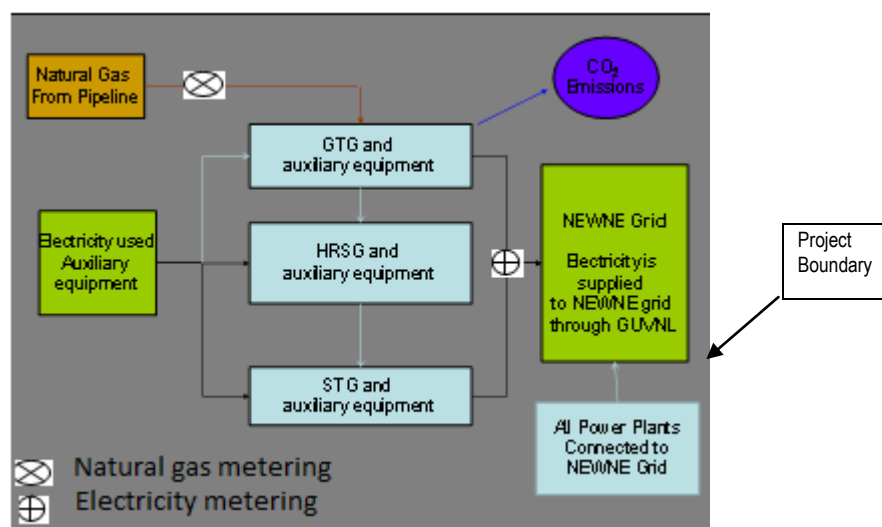 Natural Gas
From Pipeline
CO2
Emissions
GTG and
auxiliary equipment
Electricity used
Auxiliary
equipment
HRSG and
auxiliary equipment
NEWNE Grid
Electricity is
supplied
to NEWNE grid
through GUVNL
Project
Boundary
STG and
auxiliary equipment
All Power Plants
Connected to
NEWNE Grid
Natural gas metering
Electricity metering